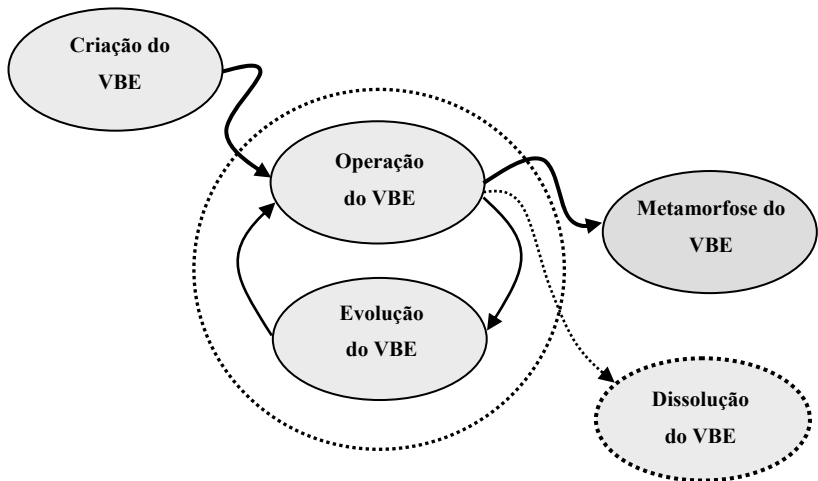 Criação do
VBE
Operação
do VBE
Metamorfose do
VBE
Evolução
do VBE
Dissolução
do VBE